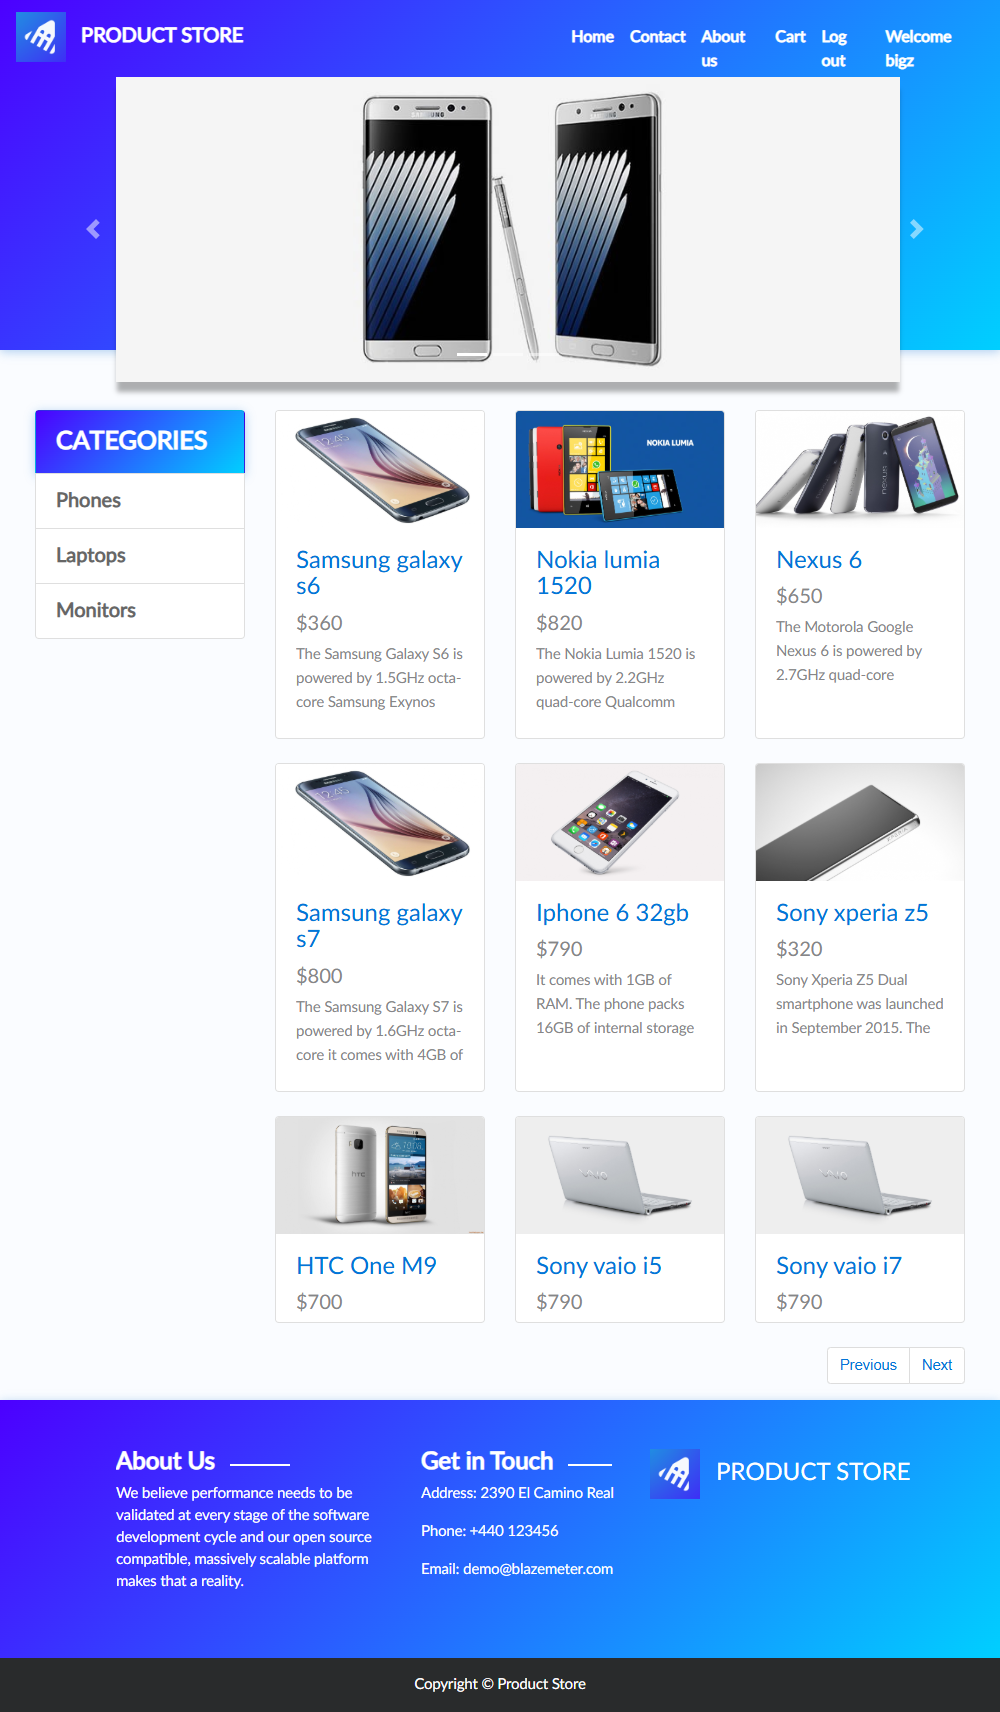 PRODUCT STORE
Home Contact About us Cart Log out Welcome bigz
SAMSUNG
SAMSUNG
CATEGORIES
Phones
Laptops
Monitors
Samsung galaxy
s6
$360
The Samsung Galaxy S6 is
powered by 1.5GHz octa-
core Samsung Exynos
NOKIA LUMIA
Nokia lumia
1520
$820
The Nokia Lumia 1520 is
powered by 2.2GHz
quad-core Qualcomm
nexus
Nexus 6
$650
The Motorola Google
Nexus 6 is powered by
2.7GHz quad-core
Samsung galaxy
s7
$800
The Samsung Galaxy S7 is
powered by 1.6GHz octa-
core it comes with 4GB of
Iphone 6 32gb
$790
It comes with 1GB of
RAM. The phone packs
16GB of internal storage
Sony xperia z5
$320
Sony Xperia Z5 Dual
smartphone was launched
in September 2015. The
hTC
HTC One M9
$700
VAIO
Sony vaio i5
$790
VAIO
Sony vaio i7
$790
Previous Next
About Us
We believe performance needs to be
validated at every stage of the software
development cycle and our open source
compatible, massively scalable platform
makes that a reality.
Get in Touch
Address: 2390 El Camino Real
Phone: +440 123456
Email: demo@blazemeter.com
PRODUCT STORE
Copyright © Product Store